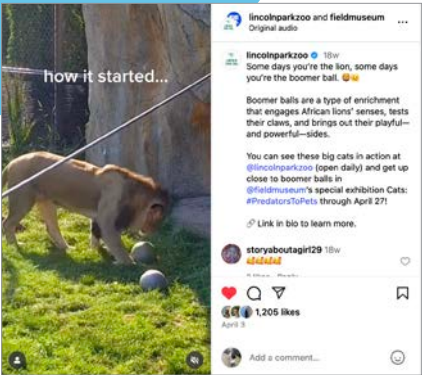 how it started...
lincolnparkzoo and fieldmuseum
Original audio
lincolnparkzoo 18w
Some days you're the lion, some days
you're the boomer ball.
Boomer balls are a type of enrichment
that engages African lions' senses, tests
their claws, and brings out their playful—
and powerful—sides.
You can see these big cats in action at
@lincolnparkzoo (open daily) and get up
close to boomer balls in
@fieldmuseum's special exhibition Cats:
#PredatorsToPets through April 27!
Link in bio to learn more.
storyaboutagirl29 18w
1,205 likes
April 3
Add a comment...